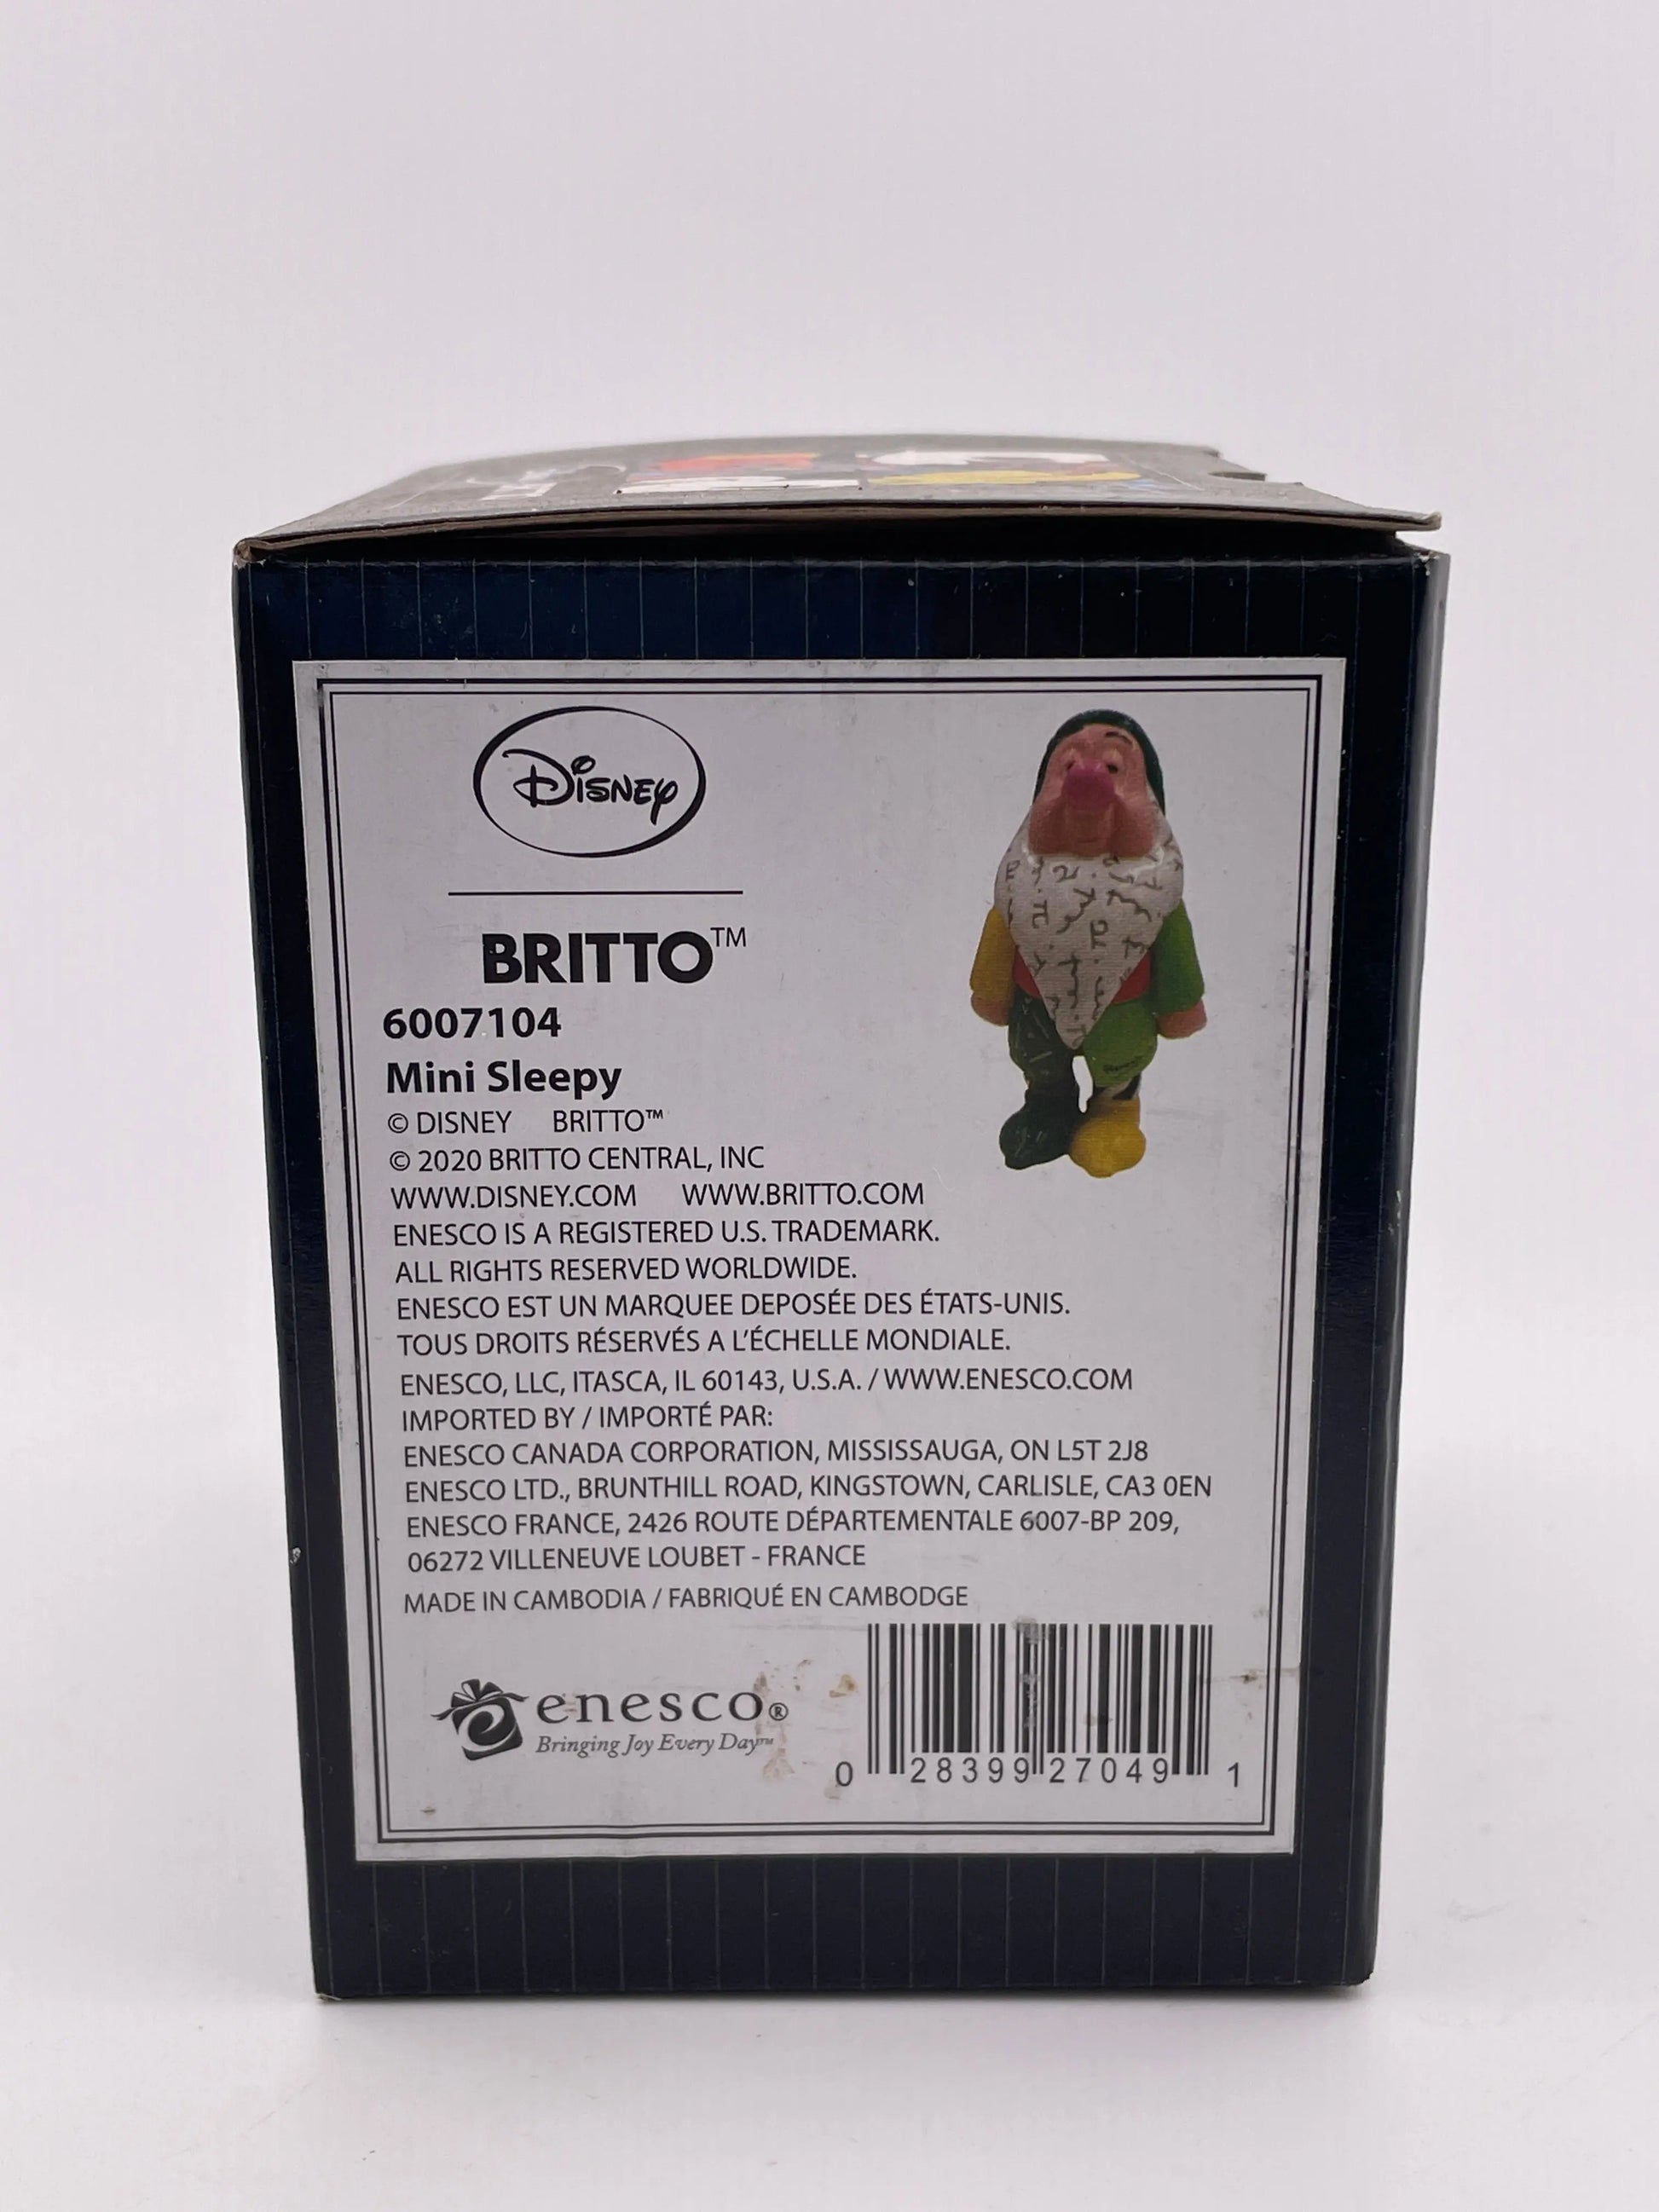 Disney
BRITTO™
6007104
Mini Sleepy
© DISNEY BRITTO™
© 2020 BRITTO CENTRAL, INC
WWW.DISNEY.COM WWW.BRITTO.COM
ENESCO IS A REGISTERED U.S. TRADEMARK.
ALL RIGHTS RESERVED WORLDWIDE.
ENESCO EST UN MARQUEE DEPOSÉE DES ÉTATS-UNIS.
TOUS DROITS RÉSERVÉS A L'ÉCHELLE MONDIALE.
ENESCO, LLC, ITASCA, IL 60143, U.S.A. / WWW.ENESCO.COM
IMPORTED BY / IMPORTÉ PAR:
ENESCO CANADA CORPORATION, MISSISSAUGA, ON L5T 2J8
ENESCO LTD., BRUNTHILL ROAD, KINGSTOWN, CARLISLE, CA3 0EN
ENESCO FRANCE, 2426 ROUTE DÉPARTEMENTALE 6007-BP 209,
06272 VILLENEUVE LOUBET - FRANCE
MADE IN CAMBODIA / FABRIQUÉ EN CAMBODGE
enesco®
Bringing Joy Every Day™
0 28399 27049 1